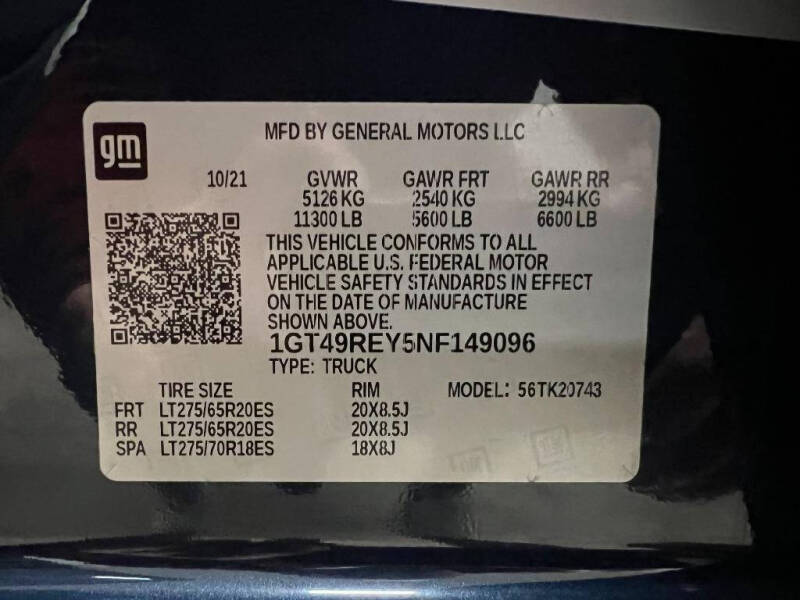 gm
MFD BY GENERAL MOTORS LLC
10/21 GVWR GAWR FRT GAWR RR
5126 KG 2540 KG 2994 KG
11300 LB 5600 LB 6600 LB
THIS VEHICLE CONFORMS TO ALL
APPLICABLE U.S. FEDERAL MOTOR
VEHICLE SAFETY STANDARDS IN EFFECT
ON THE DATE OF MANUFACTURE
SHOWN ABOVE.
1GT49REY5NF149096
TYPE: TRUCK
TIRE SIZE RIM MODEL: 56TK20743
FRT LT275/65R20ES 20X8.5J
RR LT275/65R20ES 20X8.5J
SPA LT275/70R18ES 18X8J